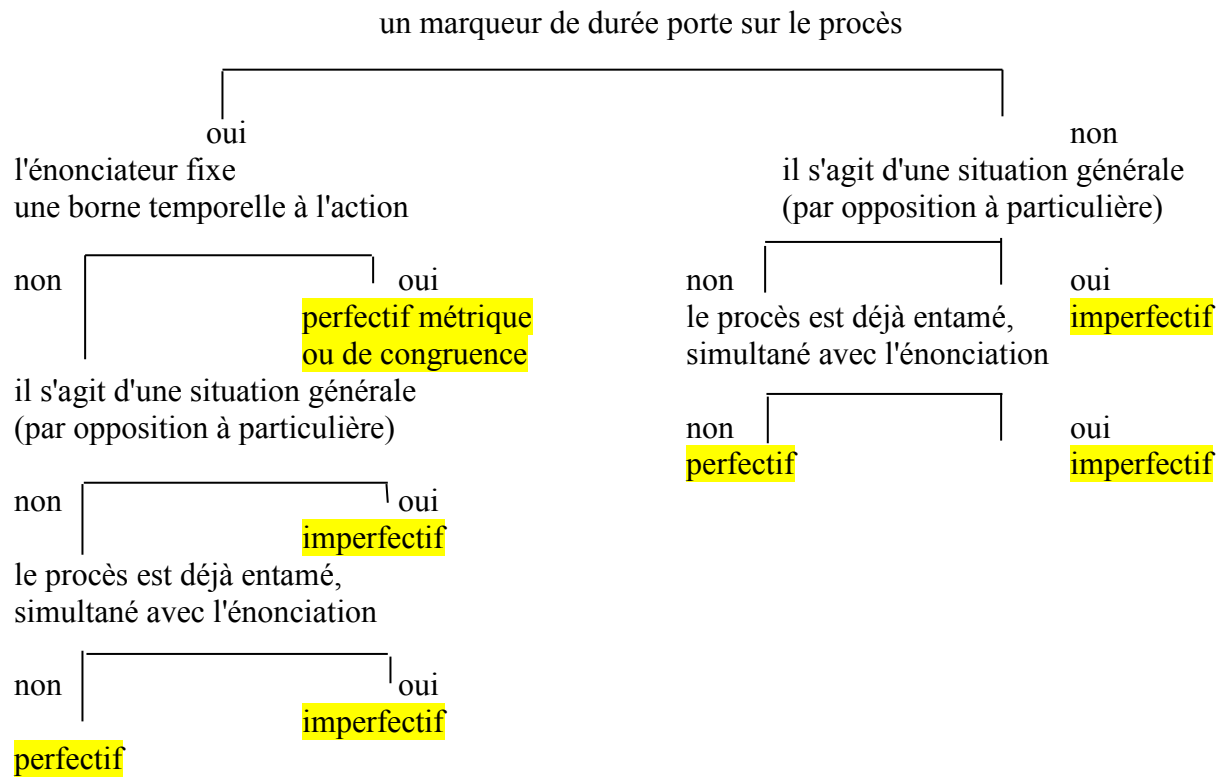 un marqueur de durée porte sur le procès
oui
non
l'énonciateur fixe
une borne temporelle à l'action
il s'agit d'une situation générale
(par opposition à particulière)
non
oui
perfectif métrique
ou de congruence
non
oui
le procès est déjà entamé,
simultané avec l'énonciation
imperfectif
il s'agit d'une situation générale
(par opposition à particulière)
non
perfectif
oui
imperfectif
non
oui
imperfectif
le procès est déjà entamé,
simultané avec l'énonciation
non
oui
imperfectif
perfectif